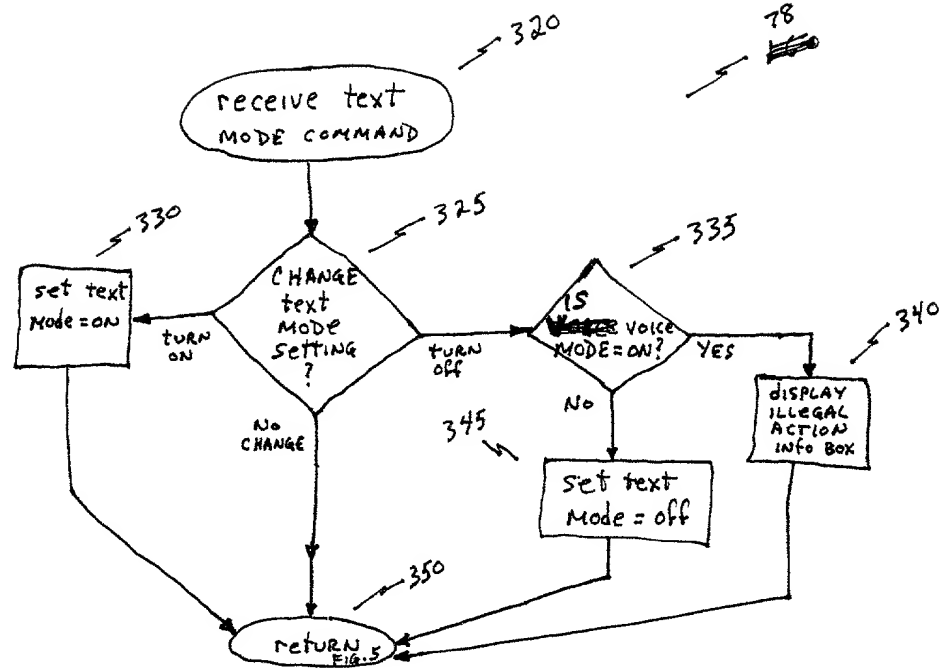 320
78
receive text
MODE COMMAND
330
325
335
340
set text
Mode = ON
CHANGE
text
MODE
SETTING
?
TURN
ON
TURN
Off
NO
CHANGE
IS
VOICE
MODE=ON?
YES
NO
display
ILLEGAL
ACTION
Info BOX
345
set text
Mode = off
350
return
FIG.5